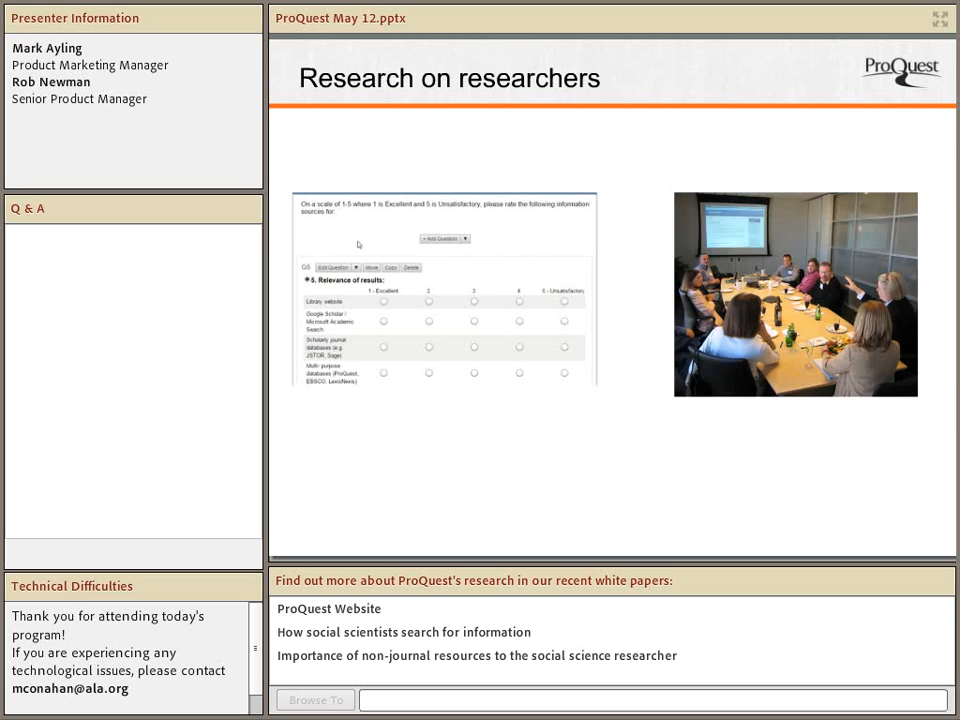 Presenter Information
Mark Ayling
Product Marketing Manager
Rob Newman
Senior Product Manager
Q & A
Technical Difficulties
Thank you for attending today's
program!
If you are experiencing any
technological issues, please contact
mconahan@ala.org
ProQuest May 12.pptx
Research on researchers
ProQuest
On a scale of 1-5 where 1 is Excellent and 5 is Unsatisfactory, please rate the following information
sources for:
+ Add Question
Q5 Edit Question Move Copy Delete
5. Relevance of results:
1 - Excellent 2 3 4 5 - Unsatisfactory
Library website
Google Scholar /
Microsoft Academic
Search
Scholarly journal
databases (e.g.
JSTOR, Sage)
Multi- purpose
databases (ProQuest,
EBSCO, LexisNexis)
Find out more about ProQuest's research in our recent white papers:
ProQuest Website
How social scientists search for information
Importance of non-journal resources to the social science researcher
Browse To